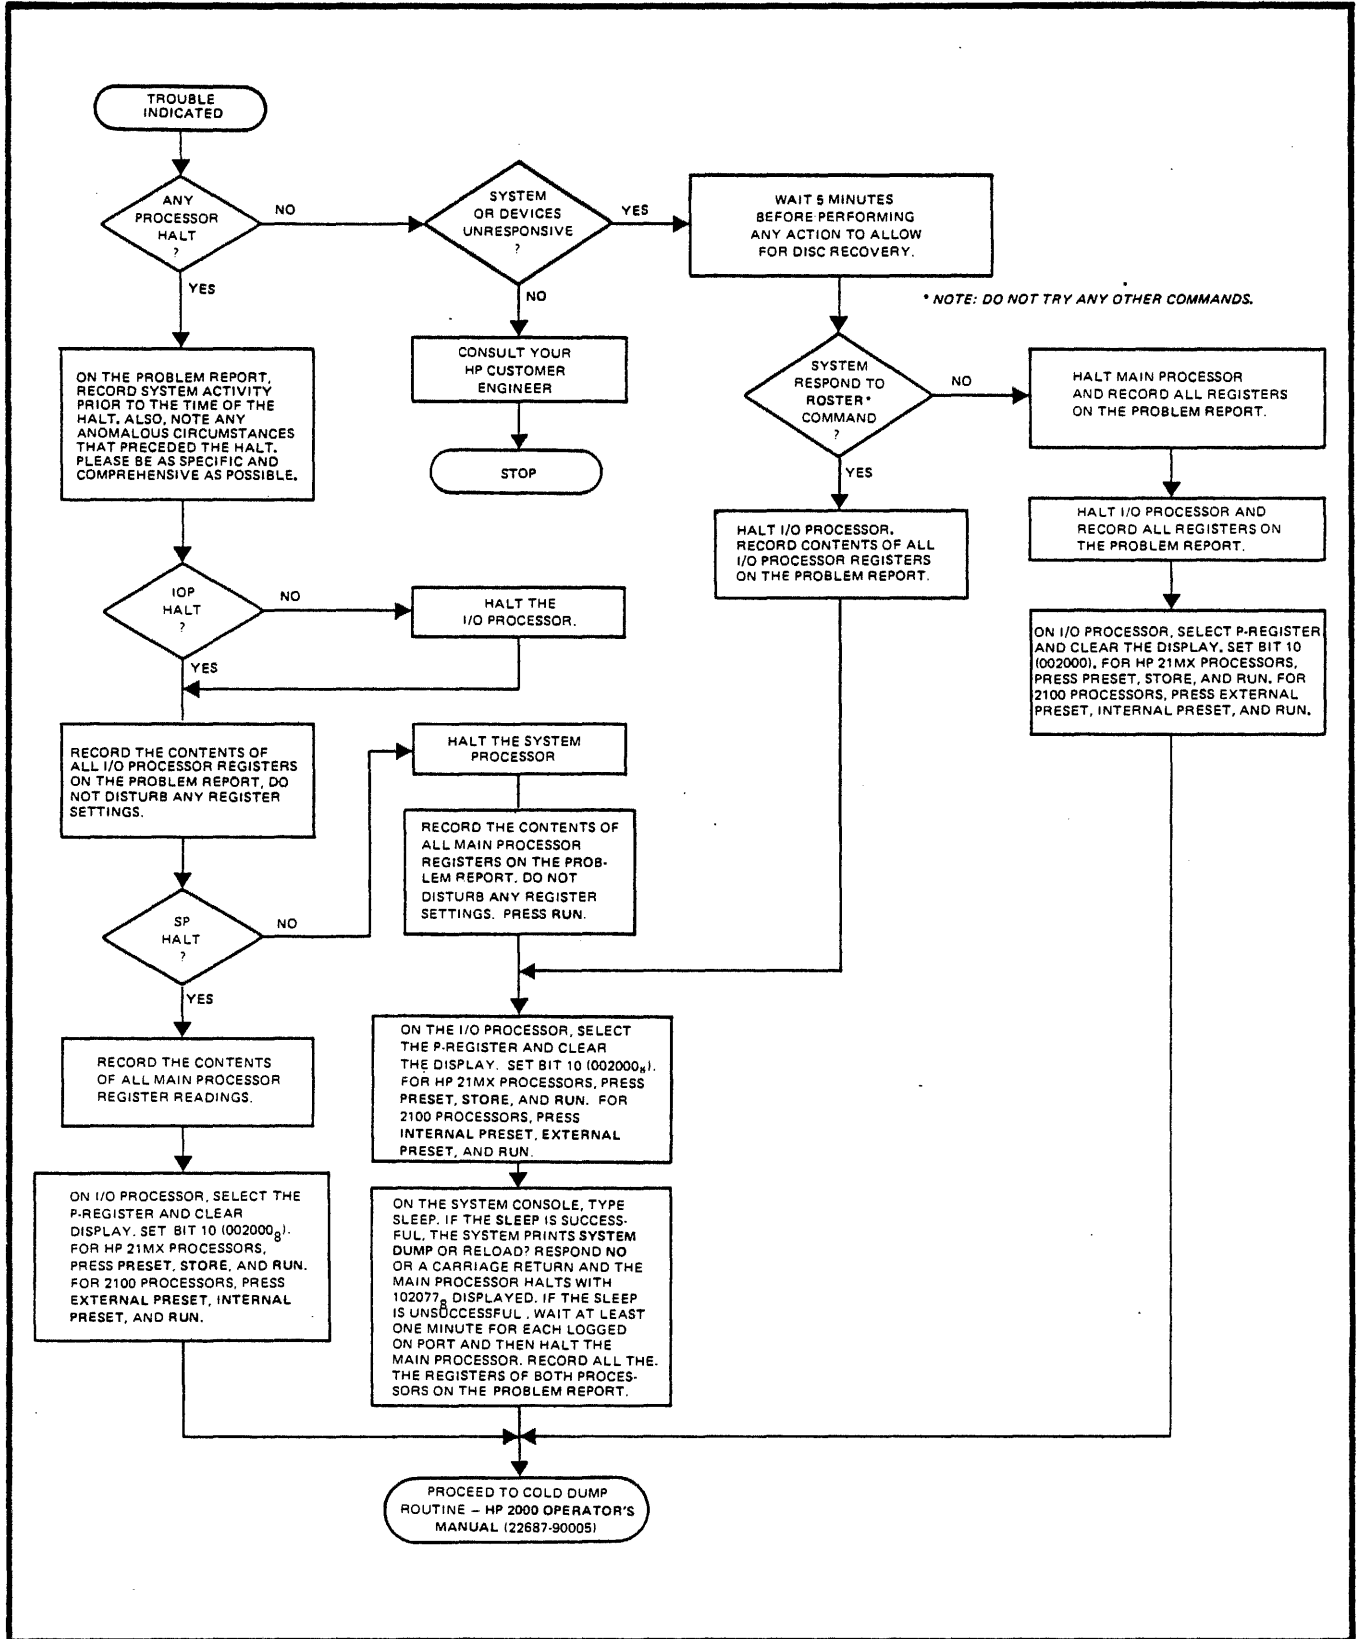 TROUBLE
INDICATED
ANY
PROCESSOR
HALT
?
NO
YES
SYSTEM
OR DEVICES
UNRESPONSIVE
?
YES
NO
WAIT 5 MINUTES
BEFORE PERFORMING
ANY ACTION TO ALLOW
FOR DISC RECOVERY.
* NOTE: DO NOT TRY ANY OTHER COMMANDS.
CONSULT YOUR
HP CUSTOMER
ENGINEER
STOP
SYSTEM
RESPOND TO
ROSTER*
COMMAND
?
NO
YES
HALT MAIN PROCESSOR
AND RECORD ALL REGISTERS
ON THE PROBLEM REPORT.
HALT I/O PROCESSOR AND
RECORD ALL REGISTERS ON
THE PROBLEM REPORT.
ON I/O PROCESSOR, SELECT P-REGISTER
AND CLEAR THE DISPLAY. SET BIT 10
(002000). FOR HP 21MX PROCESSORS,
PRESS PRESET, STORE, AND RUN. FOR
2100 PROCESSORS, PRESS EXTERNAL
PRESET, INTERNAL PRESET, AND RUN.
HALT I/O PROCESSOR.
RECORD CONTENTS OF ALL
I/O PROCESSOR REGISTERS
ON THE PROBLEM REPORT.
ON THE PROBLEM REPORT,
RECORD SYSTEM ACTIVITY
PRIOR TO THE TIME OF THE
HALT. ALSO, NOTE ANY
ANOMALOUS CIRCUMSTANCES
THAT PRECEDED THE HALT.
PLEASE BE AS SPECIFIC AND
COMPREHENSIVE AS POSSIBLE.
IOP
HALT
?
NO
YES
HALT THE
I/O PROCESSOR.
RECORD THE CONTENTS OF
ALL I/O PROCESSOR REGISTERS
ON THE PROBLEM REPORT, DO
NOT DISTURB ANY REGISTER
SETTINGS.
SP
HALT
?
NO
YES
HALT THE SYSTEM
PROCESSOR
RECORD THE CONTENTS OF
ALL MAIN PROCESSOR
REGISTERS ON THE PROB-
LEM REPORT. DO NOT
DISTURB ANY REGISTER
SETTINGS. PRESS RUN.
RECORD THE CONTENTS
OF ALL MAIN PROCESSOR
REGISTER READINGS.
ON I/O PROCESSOR, SELECT THE
P-REGISTER AND CLEAR
DISPLAY. SET BIT 10 (002000₈).
FOR HP 21MX PROCESSORS,
PRESS PRESET, STORE, AND RUN.
FOR 2100 PROCESSORS, PRESS
EXTERNAL PRESET, INTERNAL
PRESET, AND RUN.
ON THE I/O PROCESSOR, SELECT
THE P-REGISTER AND CLEAR
THE DISPLAY. SET BIT 10 (002000₈).
FOR HP 21MX PROCESSORS, PRESS
PRESET, STORE, AND RUN. FOR
2100 PROCESSORS, PRESS
INTERNAL PRESET, EXTERNAL
PRESET, AND RUN.
ON THE SYSTEM CONSOLE, TYPE
SLEEP. IF THE SLEEP IS SUCCESS-
FUL, THE SYSTEM PRINTS SYSTEM
DUMP OR RELOAD? RESPOND NO
OR A CARRIAGE RETURN AND THE
MAIN PROCESSOR HALTS WITH
102077₈ DISPLAYED. IF THE SLEEP
IS UNSUCCESSFUL, WAIT AT LEAST
ONE MINUTE FOR EACH LOGGED
ON PORT AND THEN HALT THE
MAIN PROCESSOR. RECORD ALL THE.
THE REGISTERS OF BOTH PROCES-
SORS ON THE PROBLEM REPORT.
PROCEED TO COLD DUMP
ROUTINE – HP 2000 OPERATOR'S
MANUAL (22687-90005)